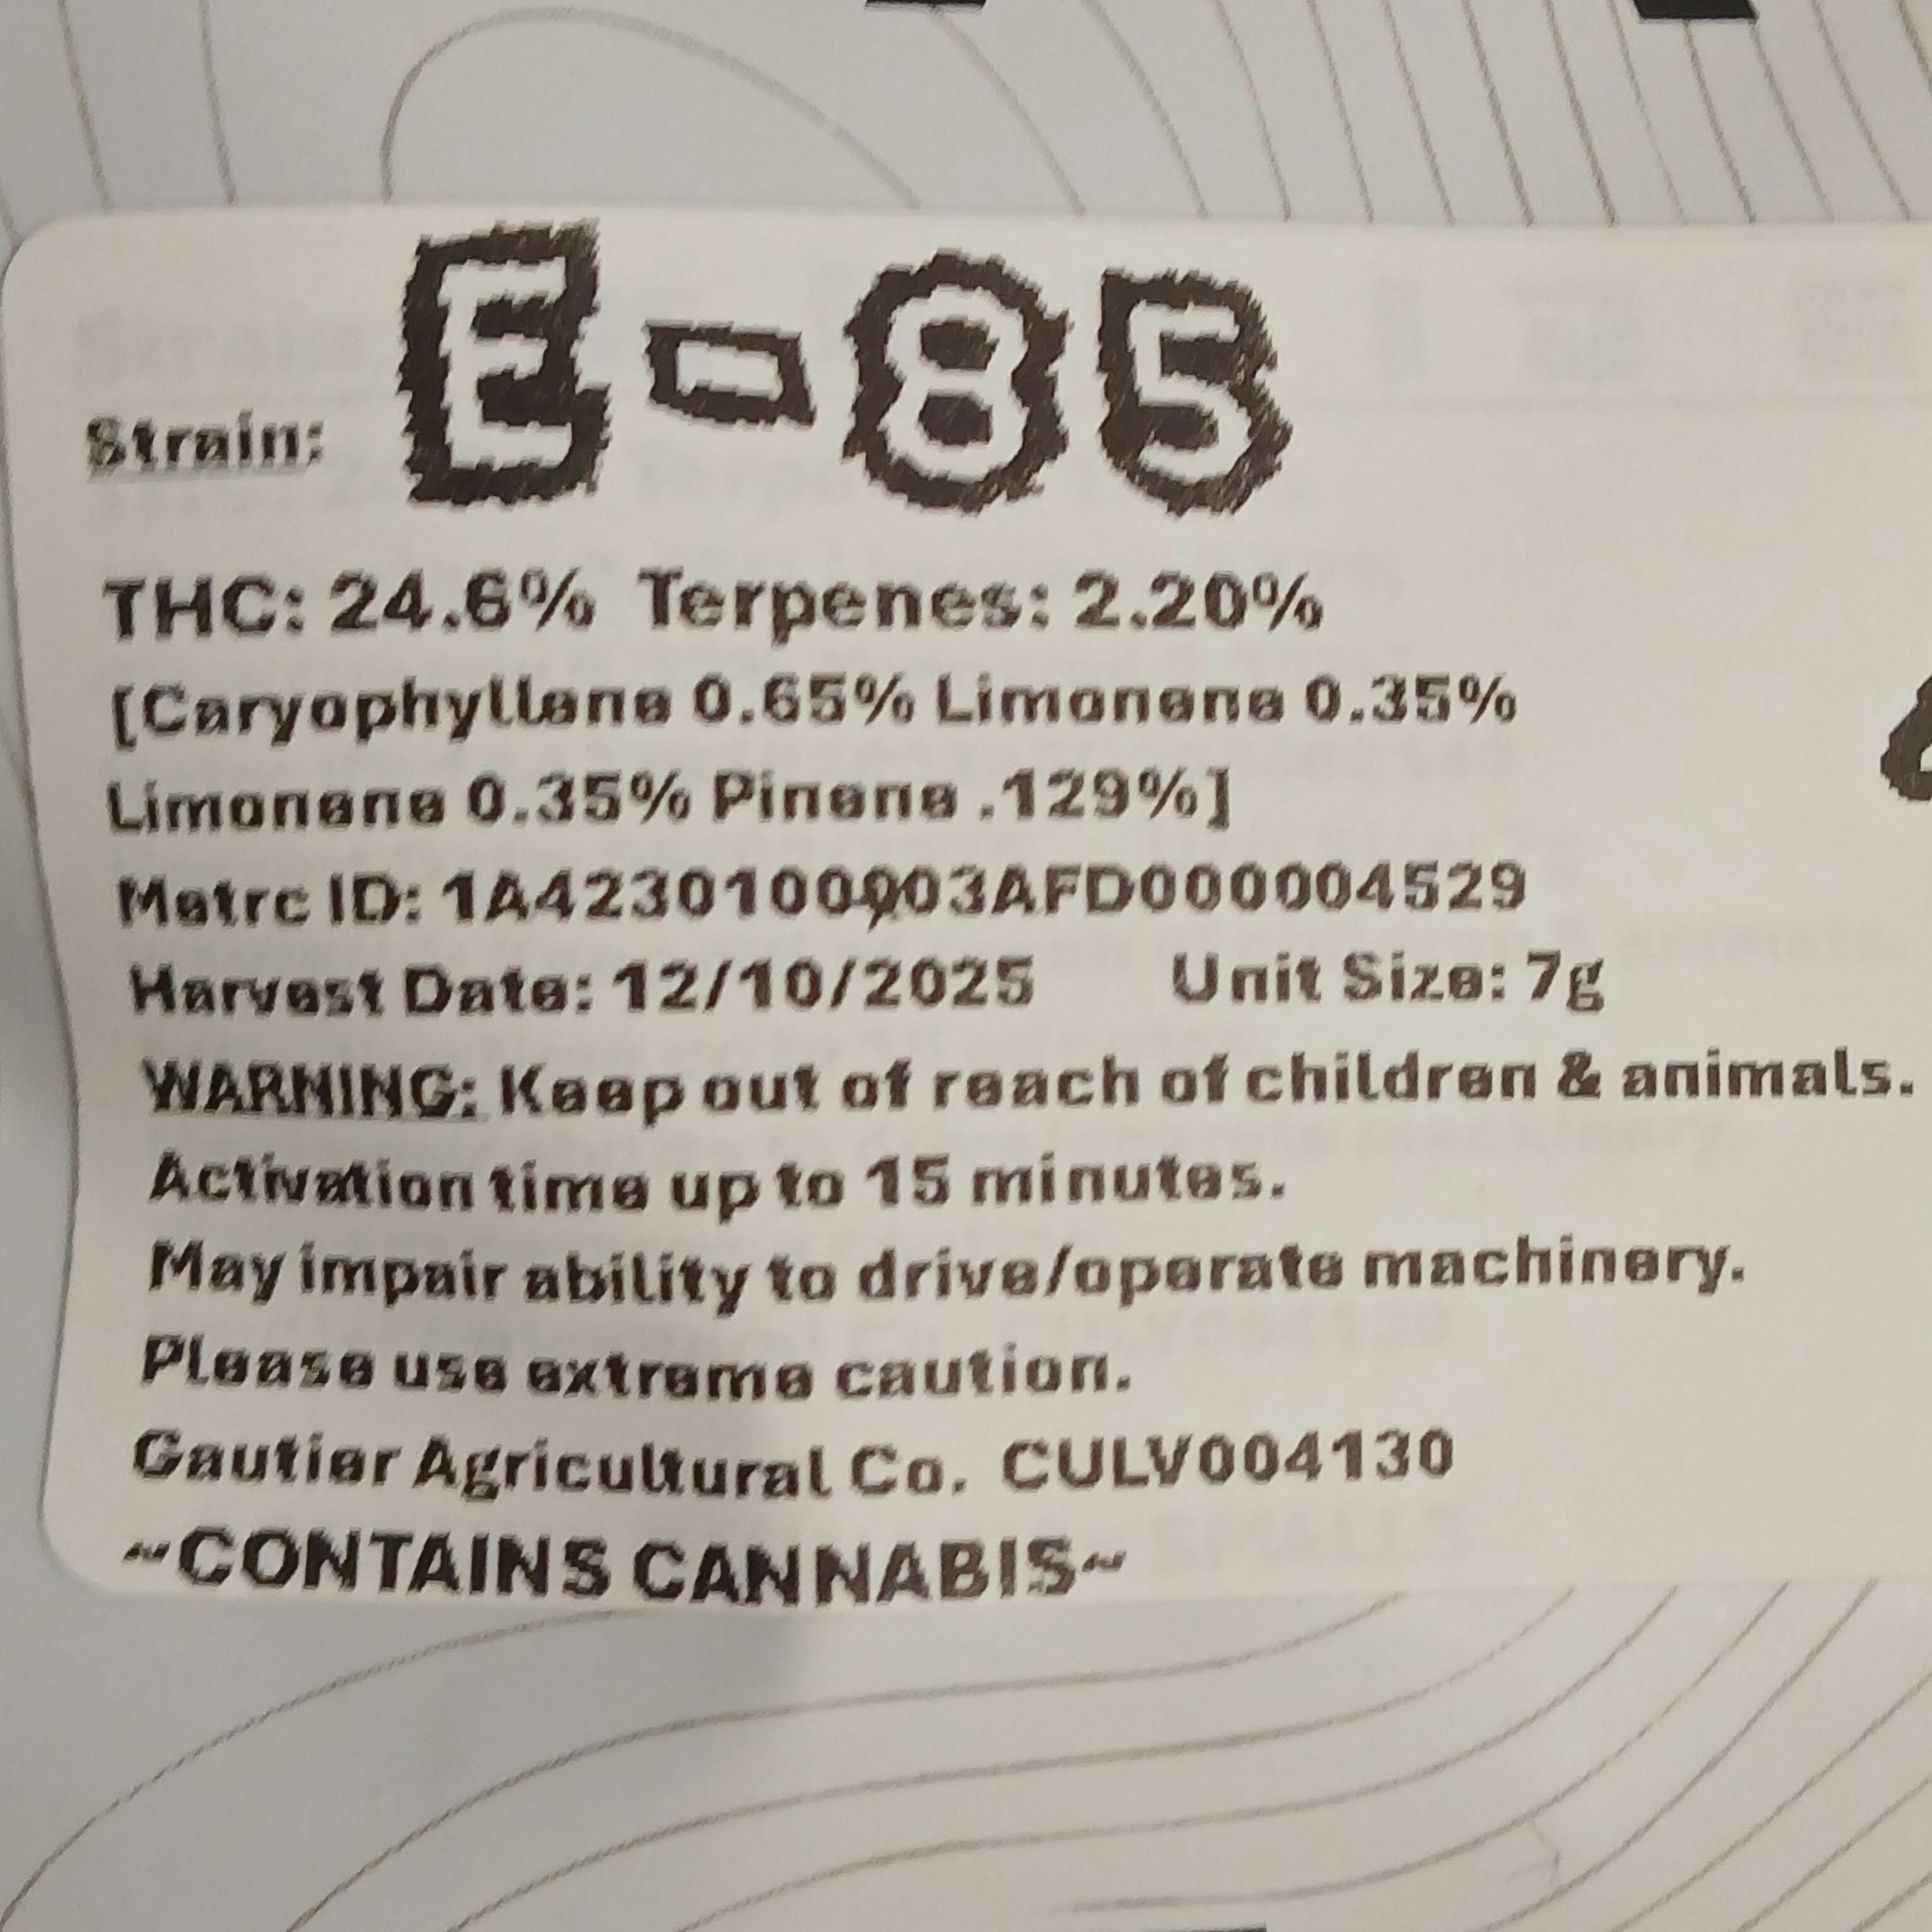 Strain: E-85
THC: 24.6% Terpenes: 2.20%
[Caryophyllene 0.65% Limonene 0.35%
Limonene 0.35% Pinene .129%]
Metrc ID: 1A4230100003AFD000004529
Harvest Date: 12/10/2025 Unit Size: 7g
WARNING: Keep out of reach of children & animals.
Activation time up to 15 minutes.
May impair ability to drive/operate machinery.
Please use extreme caution.
Gautier Agricultural Co. CULV004130
~CONTAINS CANNABIS~